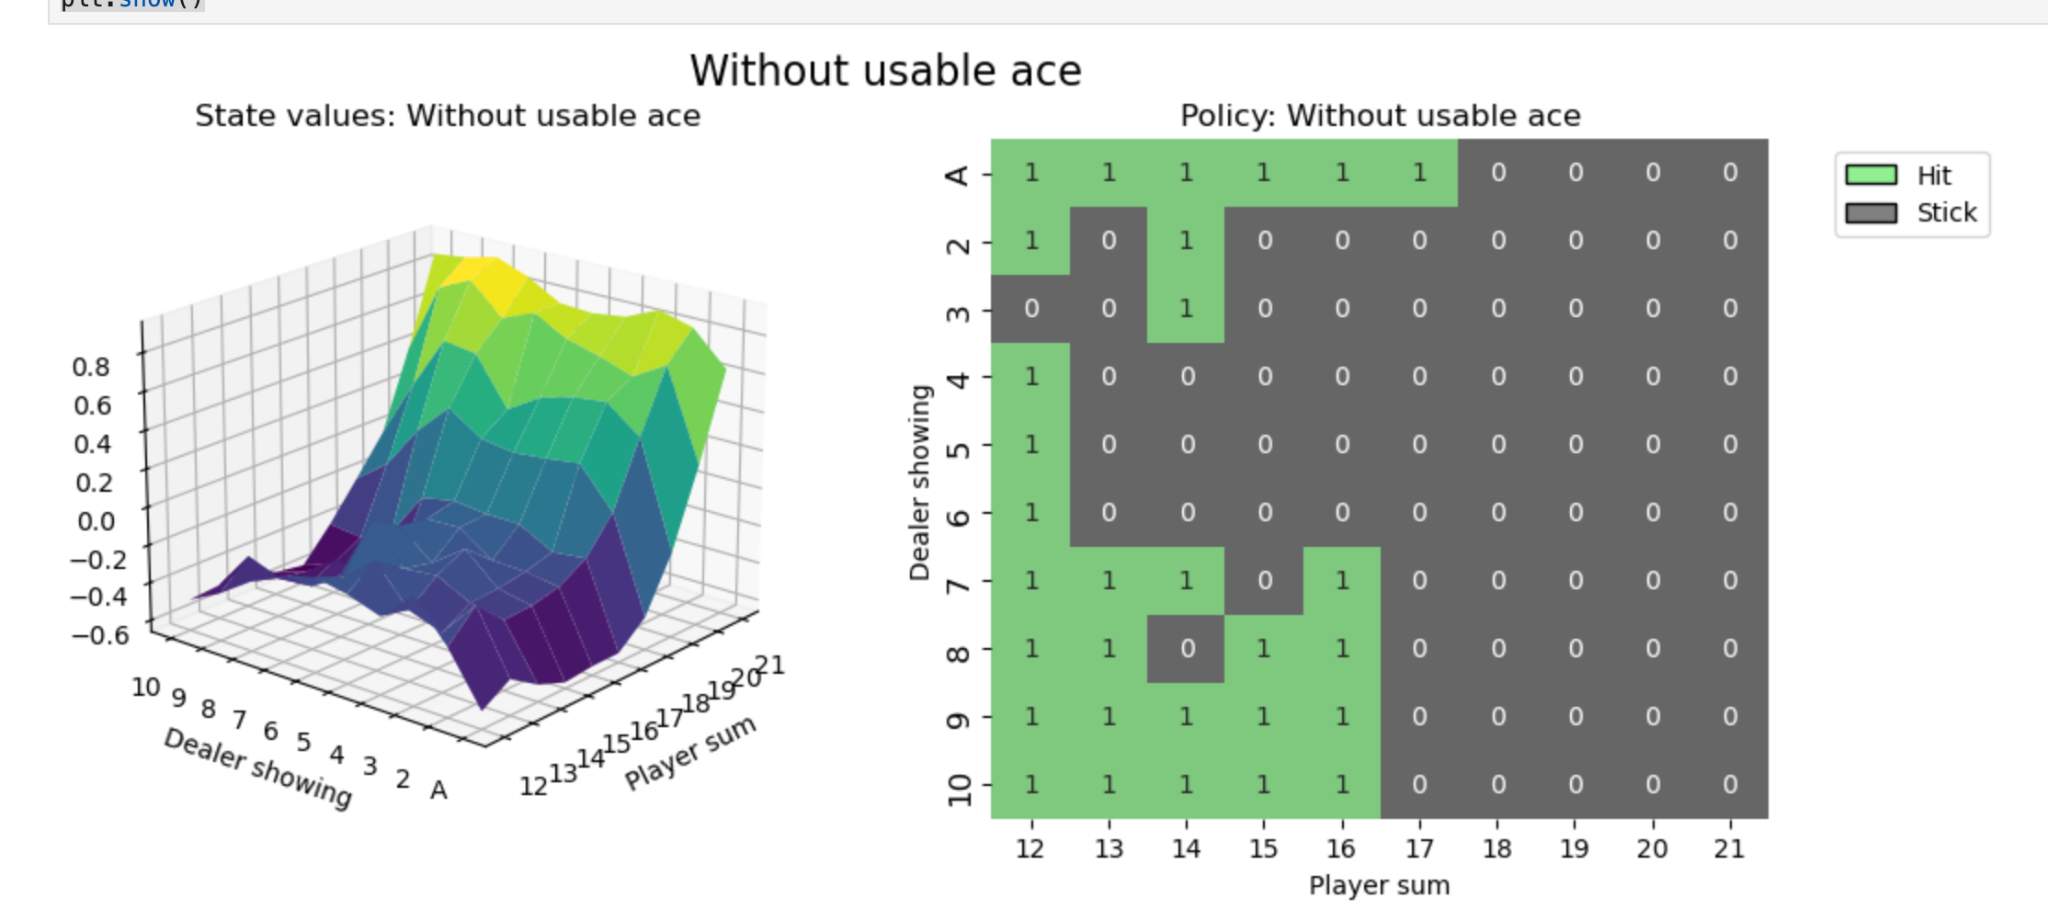 plt.show()
Without usable ace
State values: Without usable ace
0.8
0.6
0.4
0.2
0.0
−0.2
−0.4
−0.6
10 9 8 7 6 5 4 3 2 A
Dealer showing
12 13 14 15 16 17 18 19 20 21
Player sum
Policy: Without usable ace
Dealer showing
A 1 1 1 1 1 1 0 0 0 0
2 1 0 1 0 0 0 0 0 0 0
3 0 0 1 0 0 0 0 0 0 0
4 1 0 0 0 0 0 0 0 0 0
5 1 0 0 0 0 0 0 0 0 0
6 1 0 0 0 0 0 0 0 0 0
7 1 1 1 0 1 0 0 0 0 0
8 1 1 0 1 1 0 0 0 0 0
9 1 1 1 1 1 0 0 0 0 0
10 1 1 1 1 1 0 0 0 0 0
12 13 14 15 16 17 18 19 20 21
Player sum
Hit
Stick